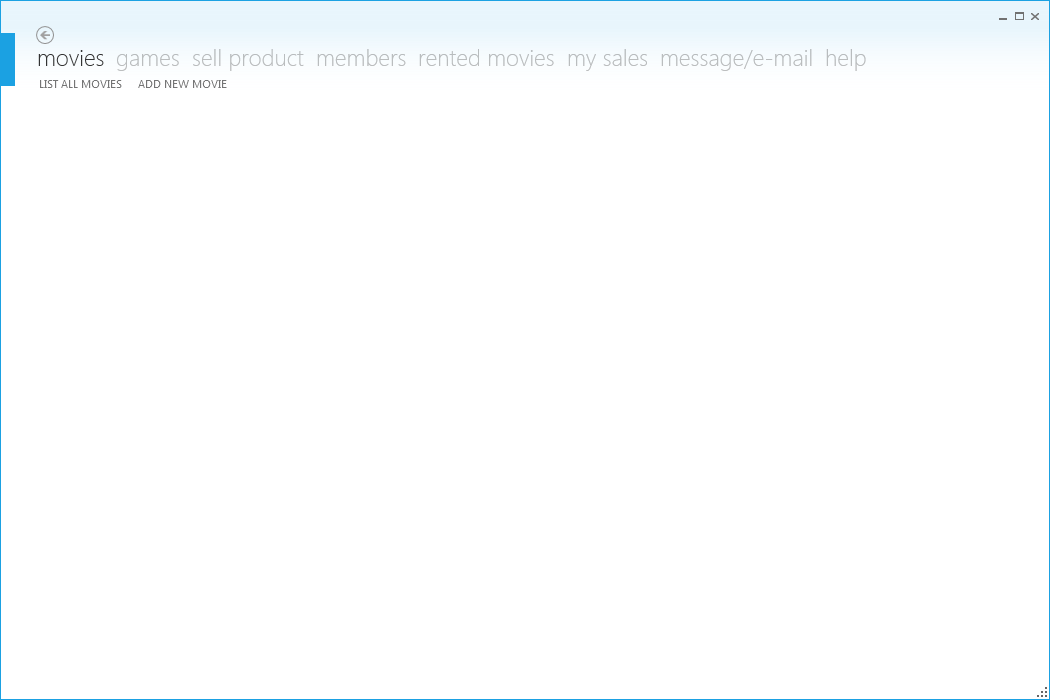 movies games sell product members rented movies my sales message/e-mail help
LIST ALL MOVIES ADD NEW MOVIE